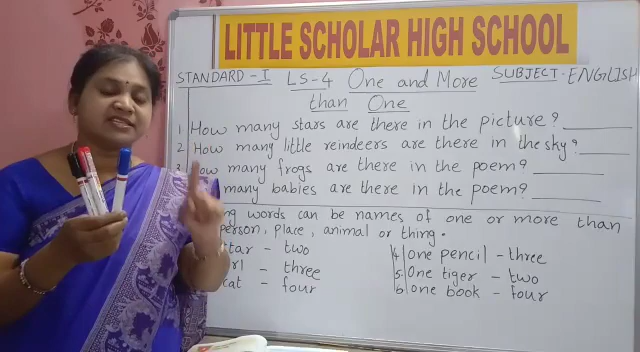 LITTLE SCHOLAR HIGH SCHOOL
STANDARD - I LS-4 One and More SUBJECT - ENGLISH
than One
1 How many stars are there in the picture?
2 How many little reindeers are there in the sky?
3 How many frogs are there in the poem?
many babies are there in the poem?
words can be names of one or more than
person, place, animal or thing.
star - two
- three
cat - four
4 One pencil - three
5 One tiger - two
6 One book - four